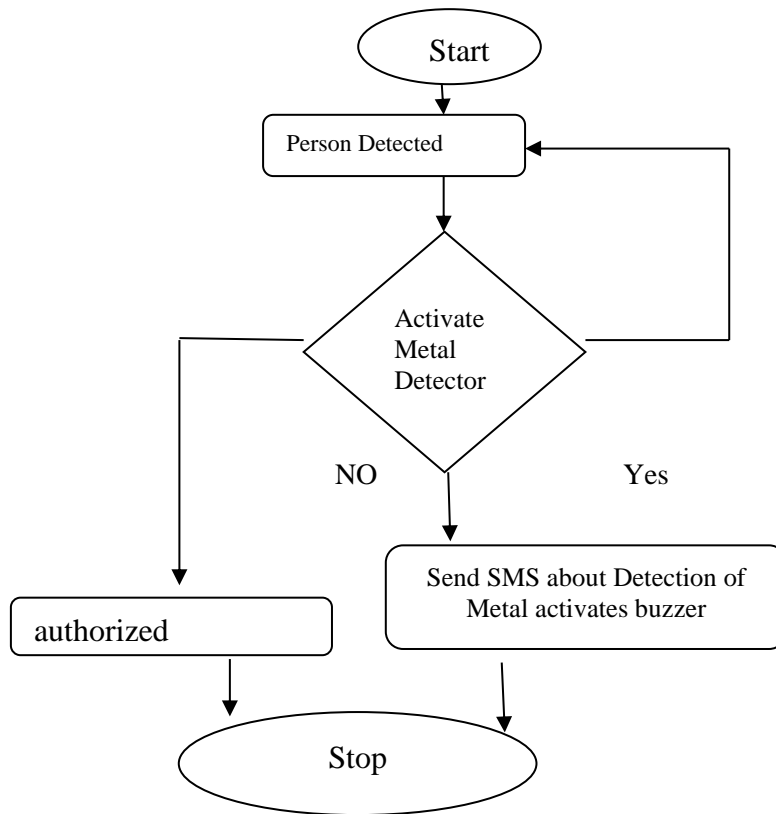 Start
Person Detected
Activate
Metal
Detector
NO
Yes
Send SMS about Detection of
Metal activates buzzer
authorized
Stop